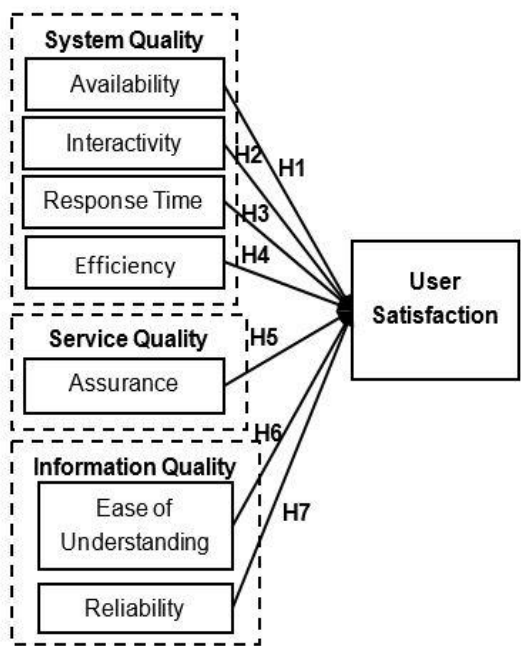 System Quality
Availability
Interactivity
Response Time
Efficiency
H1
H2
H3
H4
User
Satisfaction
Service Quality
Assurance
H5
Information Quality
Ease of
Understanding
Reliability
H6
H7